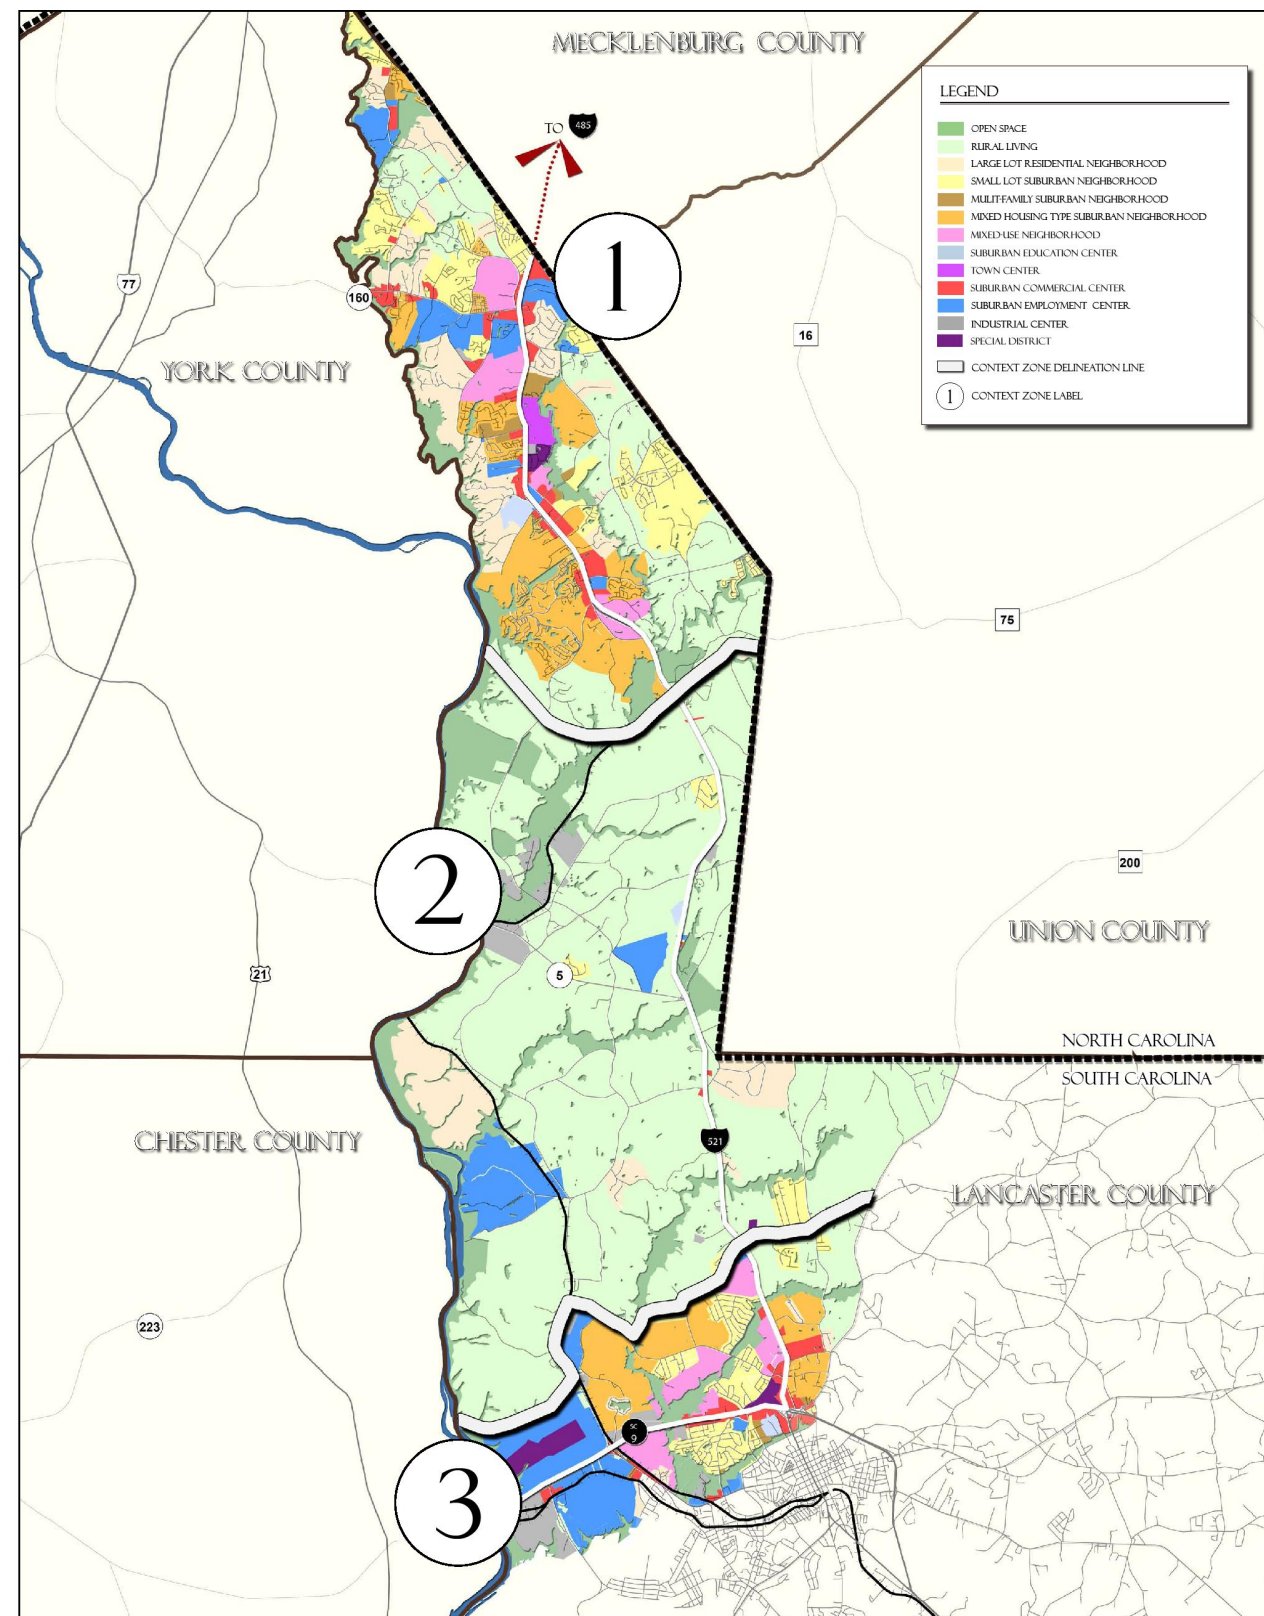 MECKLENBURG COUNTY
LEGEND
OPEN SPACE
RURAL LIVING
LARGE LOT RESIDENTIAL NEIGHBORHOOD
SMALL LOT SUBURBAN NEIGHBORHOOD
MULIT-FAMILY SUBURBAN NEIGHBORHOOD
MIXED HOUSING TYPE SUBURBAN NEIGHBORHOOD
MIXED-USE NEIGHBORHOOD
SUBURBAN EDUCATION CENTER
TOWN CENTER
SUBURBAN COMMERCIAL CENTER
SUBURBAN EMPLOYMENT CENTER
INDUSTRIAL CENTER
SPECIAL DISTRICT
CONTEXT ZONE DELINEATION LINE
1 CONTEXT ZONE LABEL
TO 485
1
77
160
16
YORK COUNTY
75
2
200
UNION COUNTY
21
5
NORTH CAROLINA
SOUTH CAROLINA
CHESTER COUNTY
521
LANCASTER COUNTY
223
SC
9
3